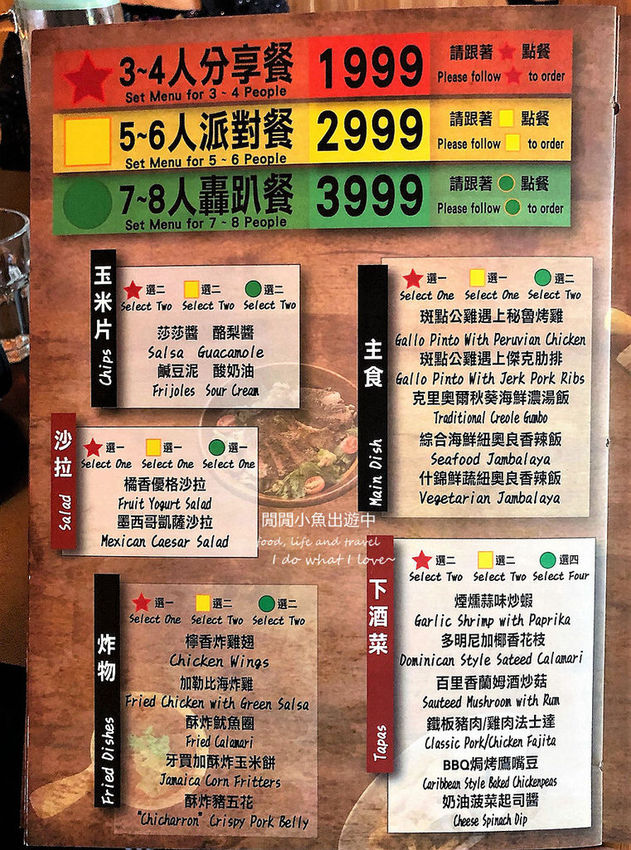 3~4人分享餐 1999 請跟著 點餐
Set Menu for 3 ~ 4 People Please follow to order
5~6人派對餐 2999 請跟著 點餐
Set Menu for 5 ~ 6 People Please follow to order
7~8人轟趴餐 3999 請跟著 點餐
Set Menu for 7 ~ 8 People Please follow to order
玉米片 Chips
選二 選二 選二
Select Two Select Two Select Two
莎莎醬 酪梨醬
Salsa Guacamole
鹹豆泥 酸奶油
Frijoles Sour Cream
沙拉 Salad
選一 選一 選一
Select One Select One Select One
橘香優格沙拉
Fruit Yogurt Salad
墨西哥凱薩沙拉
Mexican Caesar Salad
炸物 Fried Dishes
選一 選二 選二
Select One Select Two Select Two
檸香炸雞翅
Chicken Wings
加勒比海炸雞
Fried Chicken with Green Salsa
酥炸魷魚圈
Fried Calamari
牙買加酥炸玉米餅
Jamaica Corn Fritters
酥炸豬五花
"Chicharron" Crispy Pork Belly
主食 Main Dish
選一 選一 選二
Select One Select One Select Two
斑點公雞遇上秘魯烤雞
Gallo Pinto With Peruvian Chicken
斑點公雞遇上傑克肋排
Gallo Pinto With Jerk Pork Ribs
克里奧爾秋葵海鮮濃湯飯
Traditional Creole Gumbo
綜合海鮮紐奧良香辣飯
Seafood Jambalaya
什錦鮮蔬紐奧良香辣飯
Vegetarian Jambalaya
下酒菜 Tapas
選二 選二 選四
Select Two Select Two Select Four
煙燻蒜味炒蝦
Garlic Shrimp with Paprika
多明尼加椰香花枝
Dominican Style Sateed Calamari
百里香蘭姆酒炒菇
Sauteed Mushroom with Rum
鐵板豬肉/雞肉法士達
Classic Pork/Chicken Fajita
BBQ焗烤鷹嘴豆
Caribbean Style Baked Chickenpeas
奶油菠菜起司醬
Cheese Spinach Dip
閒閒小魚出遊中
food, life and travel
I do what I love~